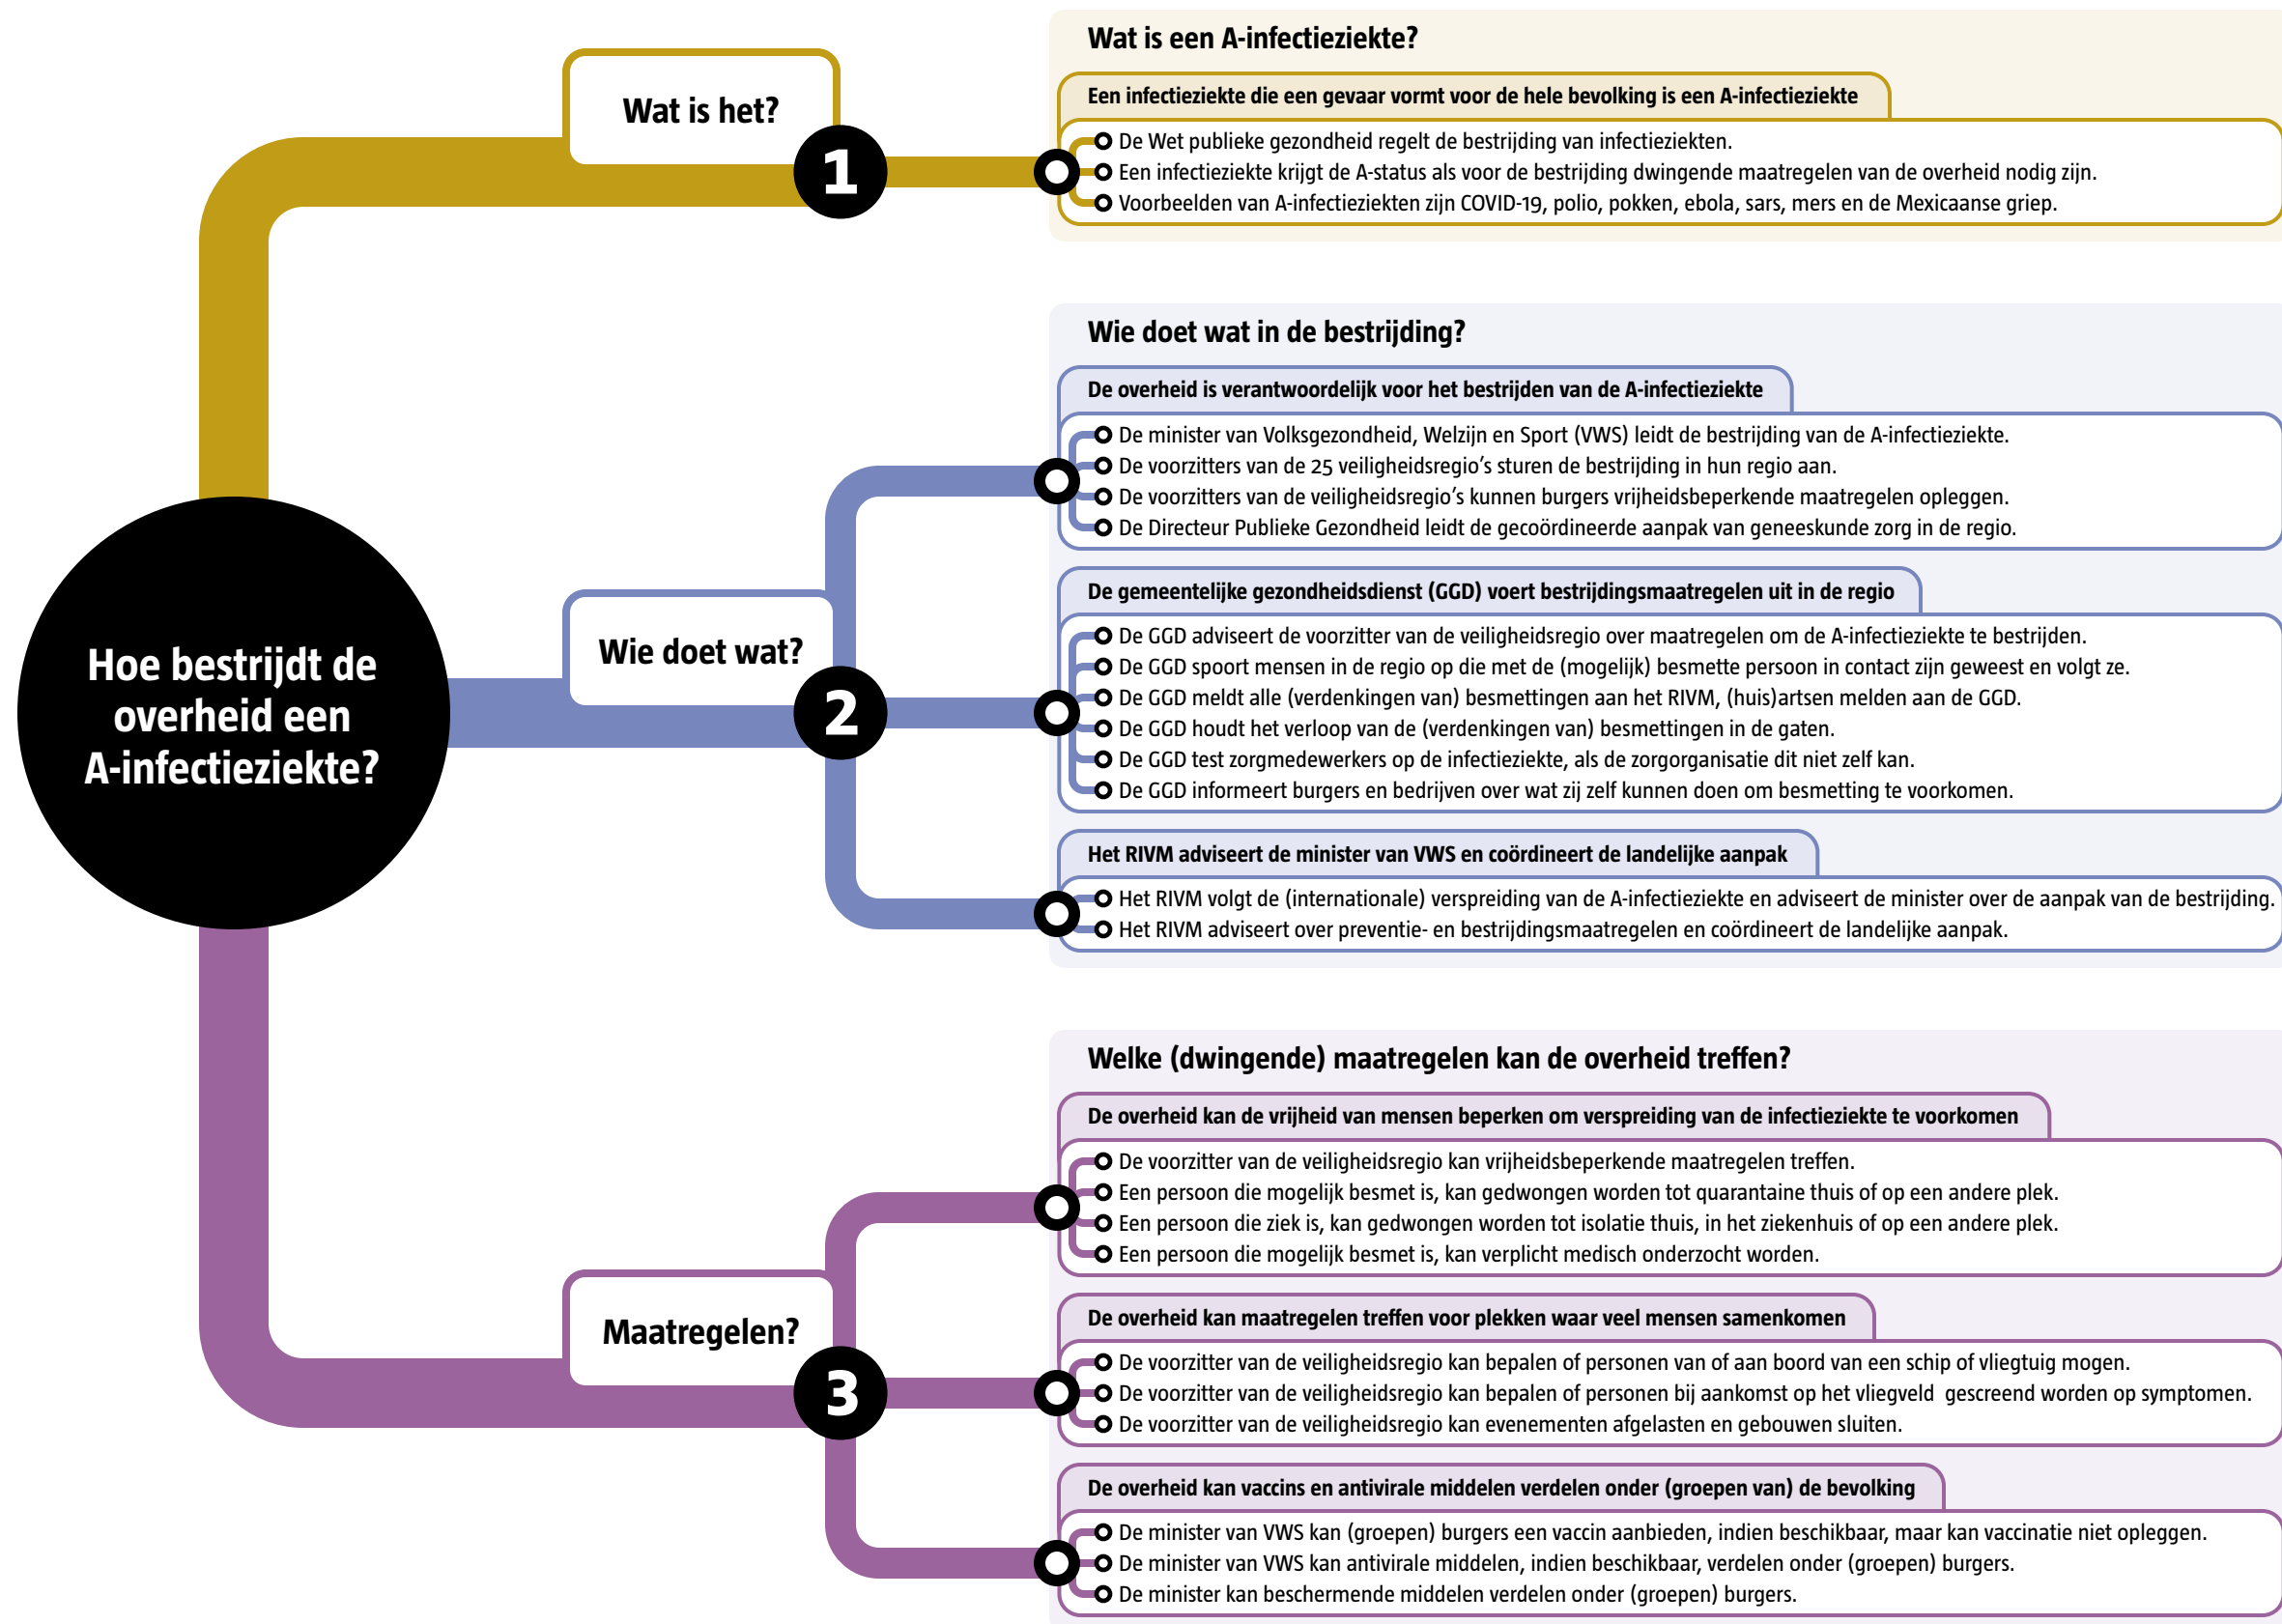 Hoe bestrijdt de
overheid een
A-infectieziekte?
Wat is het?
1
Wat is een A-infectieziekte?
Een infectieziekte die een gevaar vormt voor de hele bevolking is een A-infectieziekte
De Wet publieke gezondheid regelt de bestrijding van infectieziekten.
Een infectieziekte krijgt de A-status als voor de bestrijding dwingende maatregelen van de overheid nodig zijn.
Voorbeelden van A-infectieziekten zijn COVID-19, polio, pokken, ebola, sars, mers en de Mexicaanse griep.
Wie doet wat?
2
Wie doet wat in de bestrijding?
De overheid is verantwoordelijk voor het bestrijden van de A-infectieziekte
De minister van Volksgezondheid, Welzijn en Sport (VWS) leidt de bestrijding van de A-infectieziekte.
De voorzitters van de 25 veiligheidsregio's sturen de bestrijding in hun regio aan.
De voorzitters van de veiligheidsregio's kunnen burgers vrijheidsbeperkende maatregelen opleggen.
De Directeur Publieke Gezondheid leidt de gecoördineerde aanpak van geneeskunde zorg in de regio.
De gemeentelijke gezondheidsdienst (GGD) voert bestrijdingsmaatregelen uit in de regio
De GGD adviseert de voorzitter van de veiligheidsregio over maatregelen om de A-infectieziekte te bestrijden.
De GGD spoort mensen in de regio op die met de (mogelijk) besmette persoon in contact zijn geweest en volgt ze.
De GGD meldt alle (verdenkingen van) besmettingen aan het RIVM, (huis)artsen melden aan de GGD.
De GGD houdt het verloop van de (verdenkingen van) besmettingen in de gaten.
De GGD test zorgmedewerkers op de infectieziekte, als de zorgorganisatie dit niet zelf kan.
De GGD informeert burgers en bedrijven over wat zij zelf kunnen doen om besmetting te voorkomen.
Het RIVM adviseert de minister van VWS en coördineert de landelijke aanpak
Het RIVM volgt de (internationale) verspreiding van de A-infectieziekte en adviseert de minister over de aanpak van de bestrijding.
Het RIVM adviseert over preventie- en bestrijdingsmaatregelen en coördineert de landelijke aanpak.
Maatregelen?
3
Welke (dwingende) maatregelen kan de overheid treffen?
De overheid kan de vrijheid van mensen beperken om verspreiding van de infectieziekte te voorkomen
De voorzitter van de veiligheidsregio kan vrijheidsbeperkende maatregelen treffen.
Een persoon die mogelijk besmet is, kan gedwongen worden tot quarantaine thuis of op een andere plek.
Een persoon die ziek is, kan gedwongen worden tot isolatie thuis, in het ziekenhuis of op een andere plek.
Een persoon die mogelijk besmet is, kan verplicht medisch onderzocht worden.
De overheid kan maatregelen treffen voor plekken waar veel mensen samenkomen
De voorzitter van de veiligheidsregio kan bepalen of personen van of aan boord van een schip of vliegtuig mogen.
De voorzitter van de veiligheidsregio kan bepalen of personen bij aankomst op het vliegveld gescreend worden op symptomen.
De voorzitter van de veiligheidsregio kan evenementen afgelasten en gebouwen sluiten.
De overheid kan vaccins en antivirale middelen verdelen onder (groepen van) de bevolking
De minister van VWS kan (groepen) burgers een vaccin aanbieden, indien beschikbaar, maar kan vaccinatie niet opleggen.
De minister van VWS kan antivirale middelen, indien beschikbaar, verdelen onder (groepen) burgers.
De minister kan beschermende middelen verdelen onder (groepen) burgers.